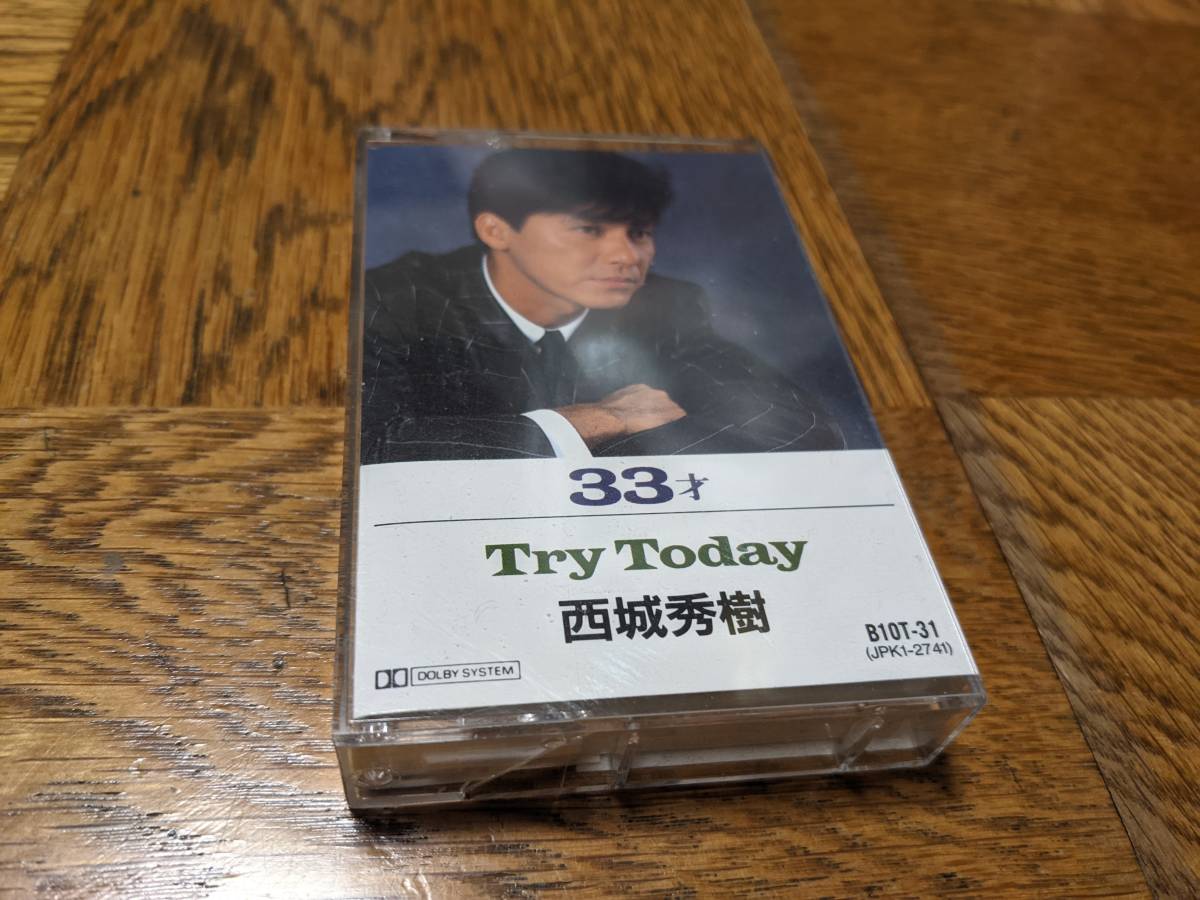 33才
Try Today
西城秀樹
B10T-31
(JPK1-2741)
DOLBY SYSTEM